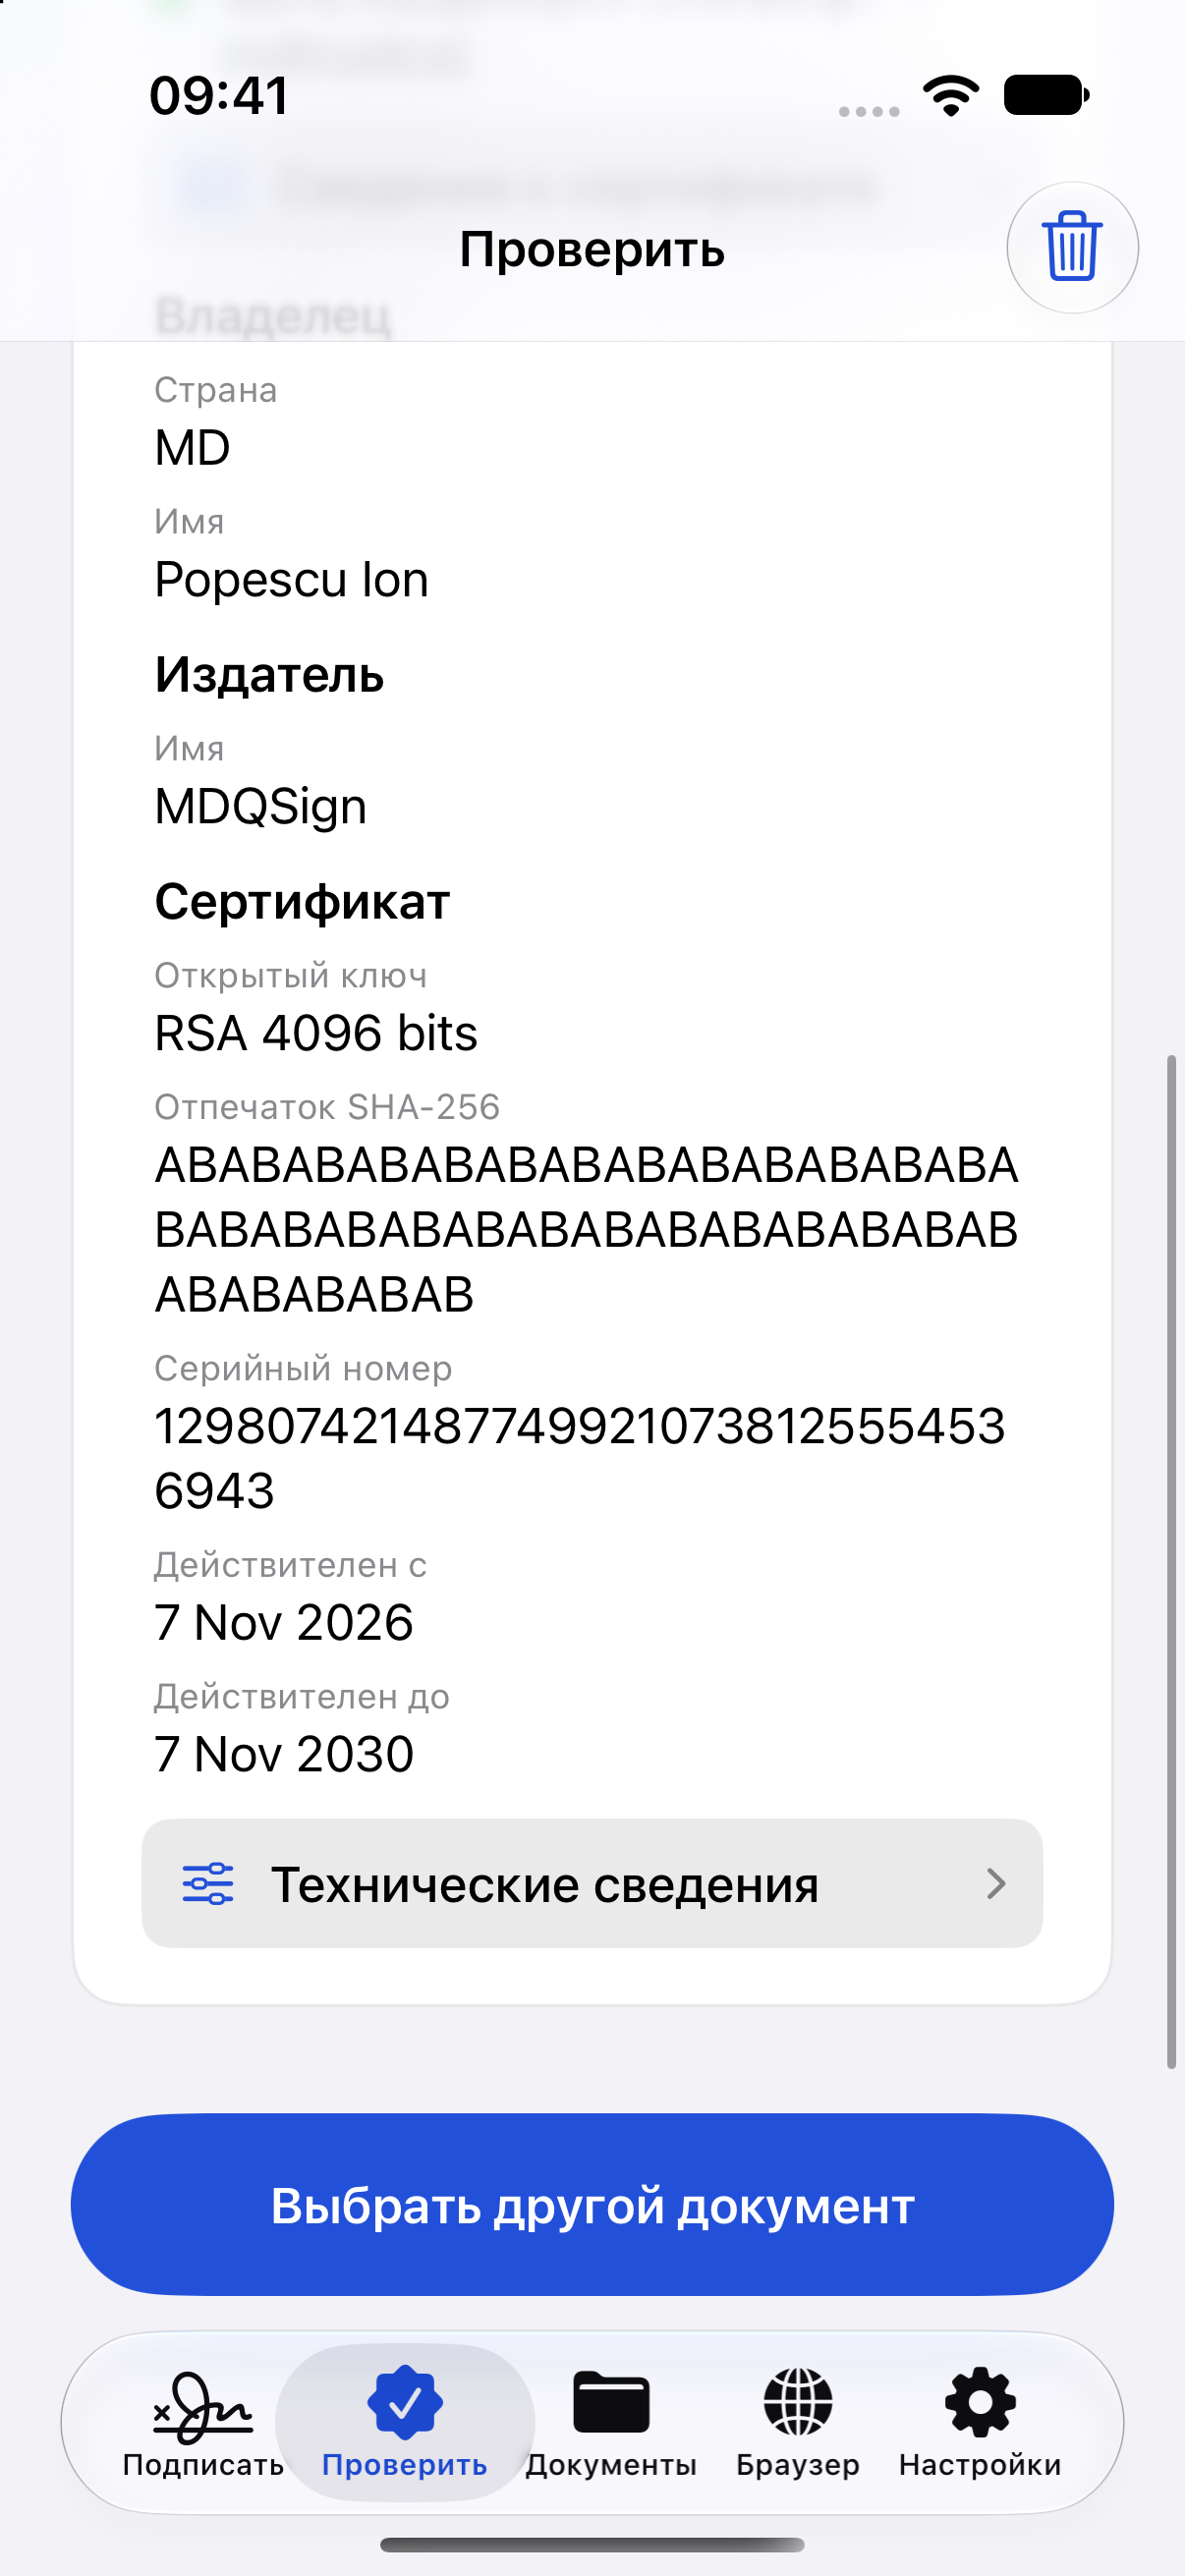 09:41
Проверить
Владелец
Страна
MD
Имя
Popescu Ion
Издатель
Имя
MDQSign
Сертификат
Открытый ключ
RSA 4096 bits
Отпечаток SHA-256
ABABABABABABABABABABABABABA
BABABABABABABABABABABABABAB
ABABABABAB
Серийный номер
129807421487749921073812555453
6943
Действителен с
7 Nov 2026
Действителен до
7 Nov 2030
Технические сведения
Выбрать другой документ
Подписать
Проверить
Документы
Браузер
Настройки